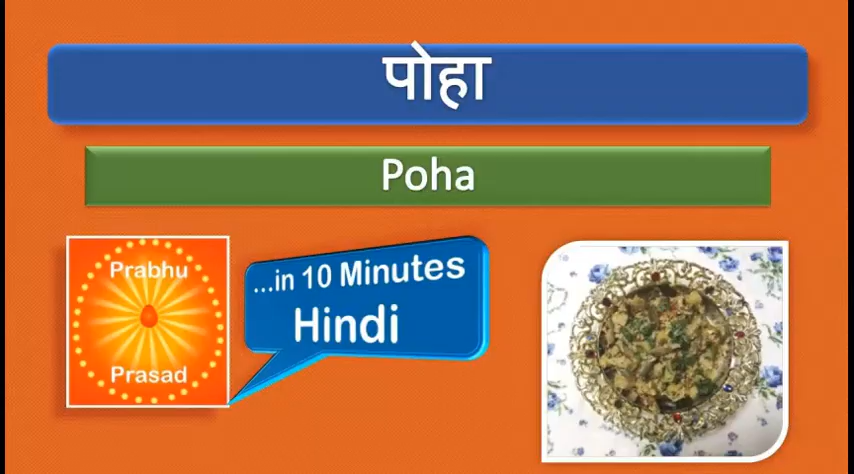 पोहा
Poha
Prabhu
Prasad
...in 10 Minutes
Hindi